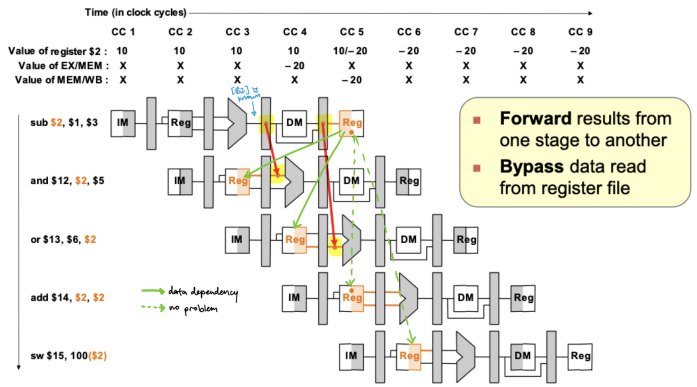 Time (in clock cycles)
CC 1 CC 2 CC 3 CC 4 CC 5 CC 6 CC 7 CC 8 CC 9
Value of register $2 : 10 10 10 10 10/– 20 – 20 – 20 – 20 – 20
Value of EX/MEM : X X X – 20 X X X X X
Value of MEM/WB : X X X X – 20 X X X X
[$2] is
known
sub $2, $1, $3 IM Reg DM Reg
Forward results from
one stage to another
Bypass data read
from register file
and $12, $2, $5 IM Reg DM Reg
or $13, $6, $2 IM Reg DM Reg
data dependency
no problem
add $14, $2, $2 IM Reg DM Reg
sw $15, 100($2) IM Reg DM Reg